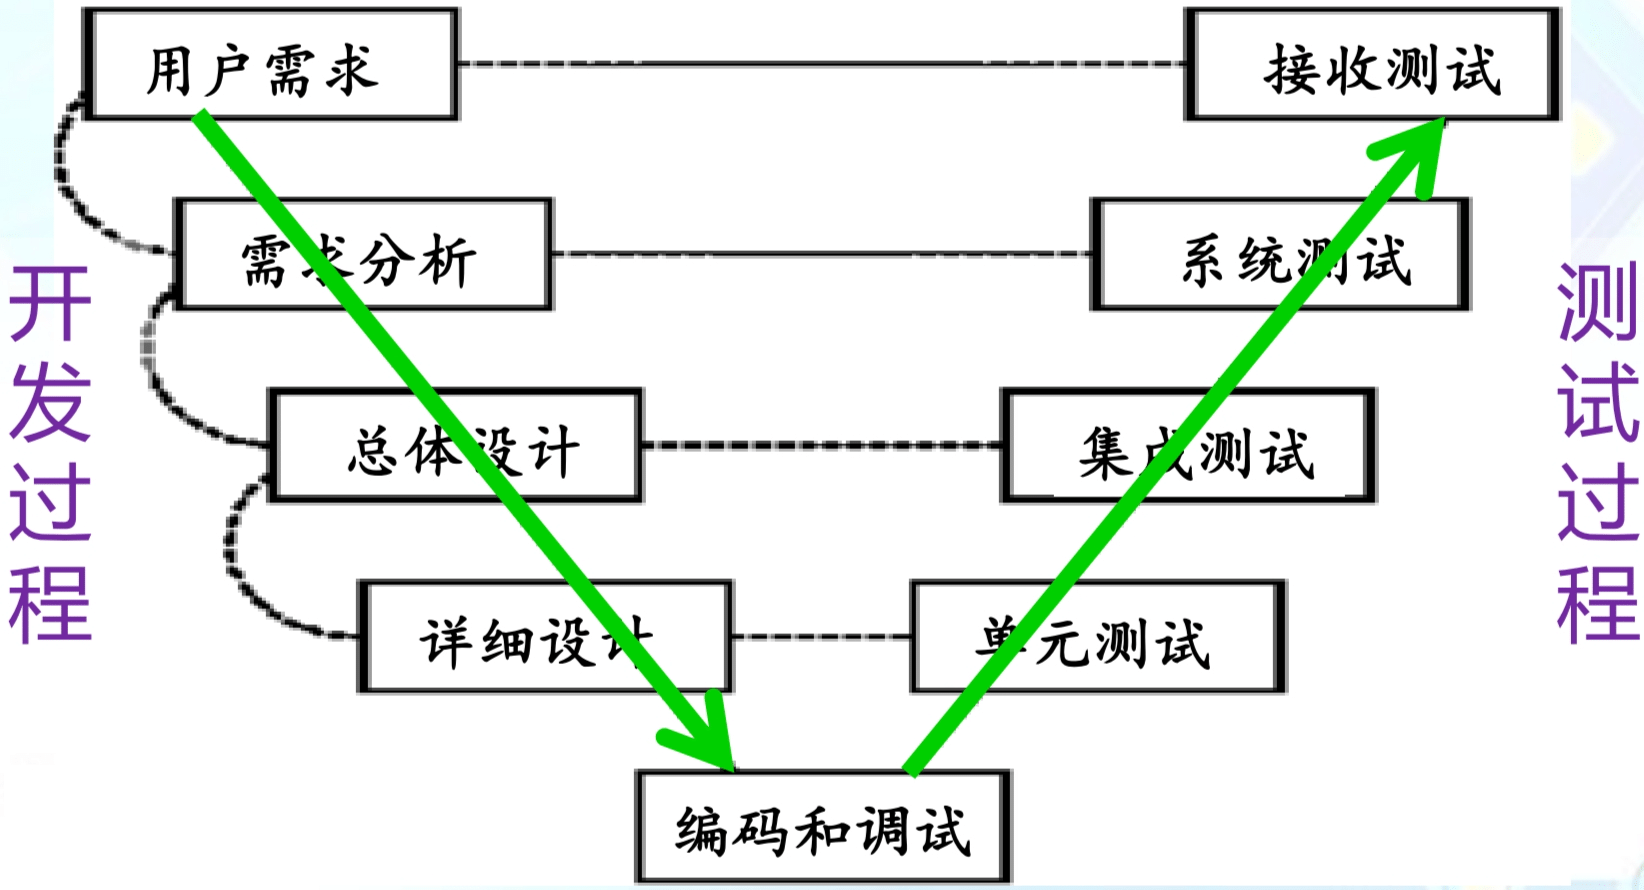 用户需求
接收测试
需求分析
系统测试
总体设计
集成测试
详细设计
单元测试
编码和调试
开发过程
测试过程